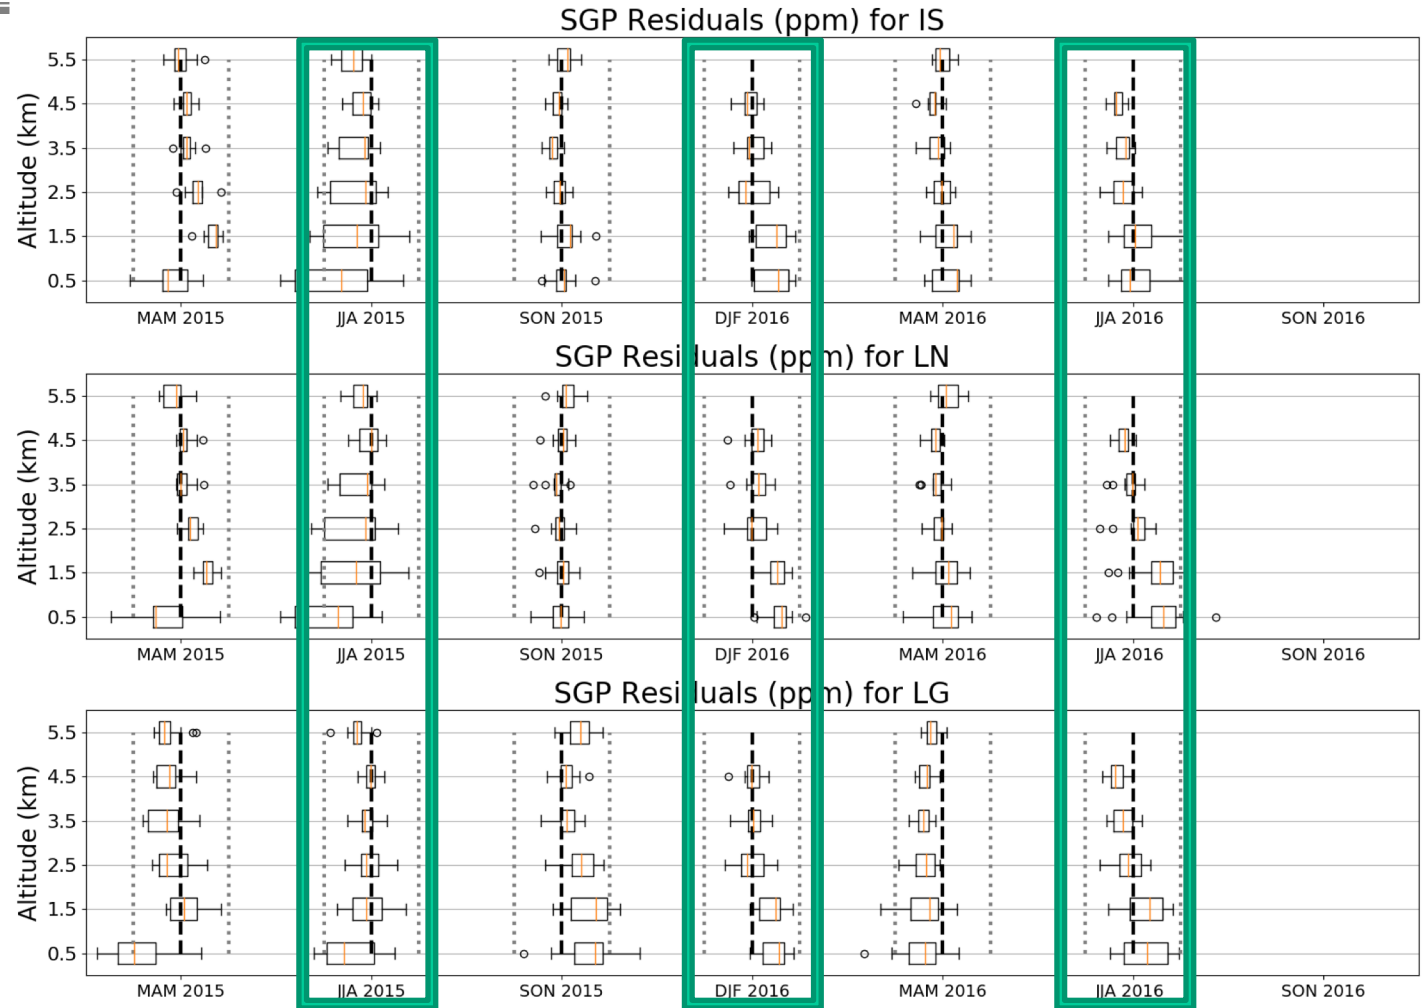 SGP Residuals (ppm) for IS
Altitude (km)
5.5
4.5
3.5
2.5
1.5
0.5
MAM 2015 JJA 2015 SON 2015 DJF 2016 MAM 2016 JJA 2016 SON 2016
SGP Residuals (ppm) for LN
Altitude (km)
5.5
4.5
3.5
2.5
1.5
0.5
MAM 2015 JJA 2015 SON 2015 DJF 2016 MAM 2016 JJA 2016 SON 2016
SGP Residuals (ppm) for LG
Altitude (km)
5.5
4.5
3.5
2.5
1.5
0.5
MAM 2015 JJA 2015 SON 2015 DJF 2016 MAM 2016 JJA 2016 SON 2016